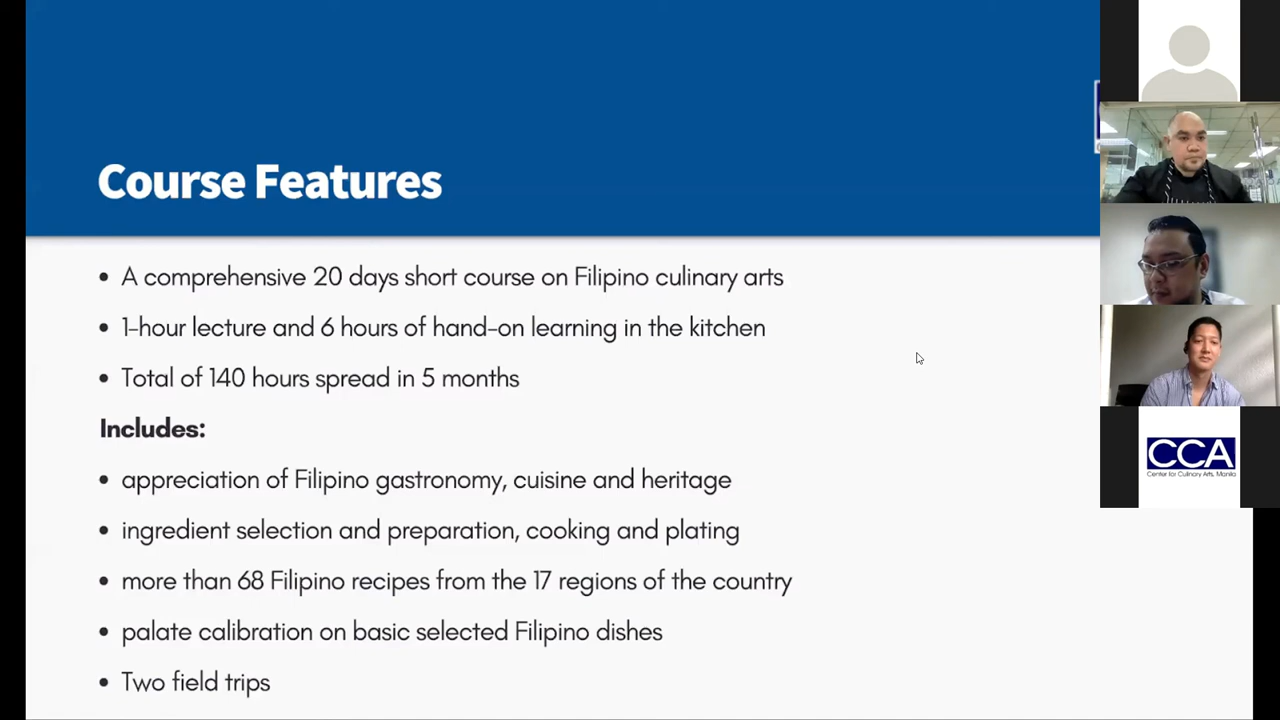 Course Features
• A comprehensive 20 days short course on Filipino culinary arts
• 1-hour lecture and 6 hours of hand-on learning in the kitchen
• Total of 140 hours spread in 5 months
Includes:
• appreciation of Filipino gastronomy, cuisine and heritage
• ingredient selection and preparation, cooking and plating
• more than 68 Filipino recipes from the 17 regions of the country
• palate calibration on basic selected Filipino dishes
• Two field trips
CCA
Center for Culinary Arts, Manila